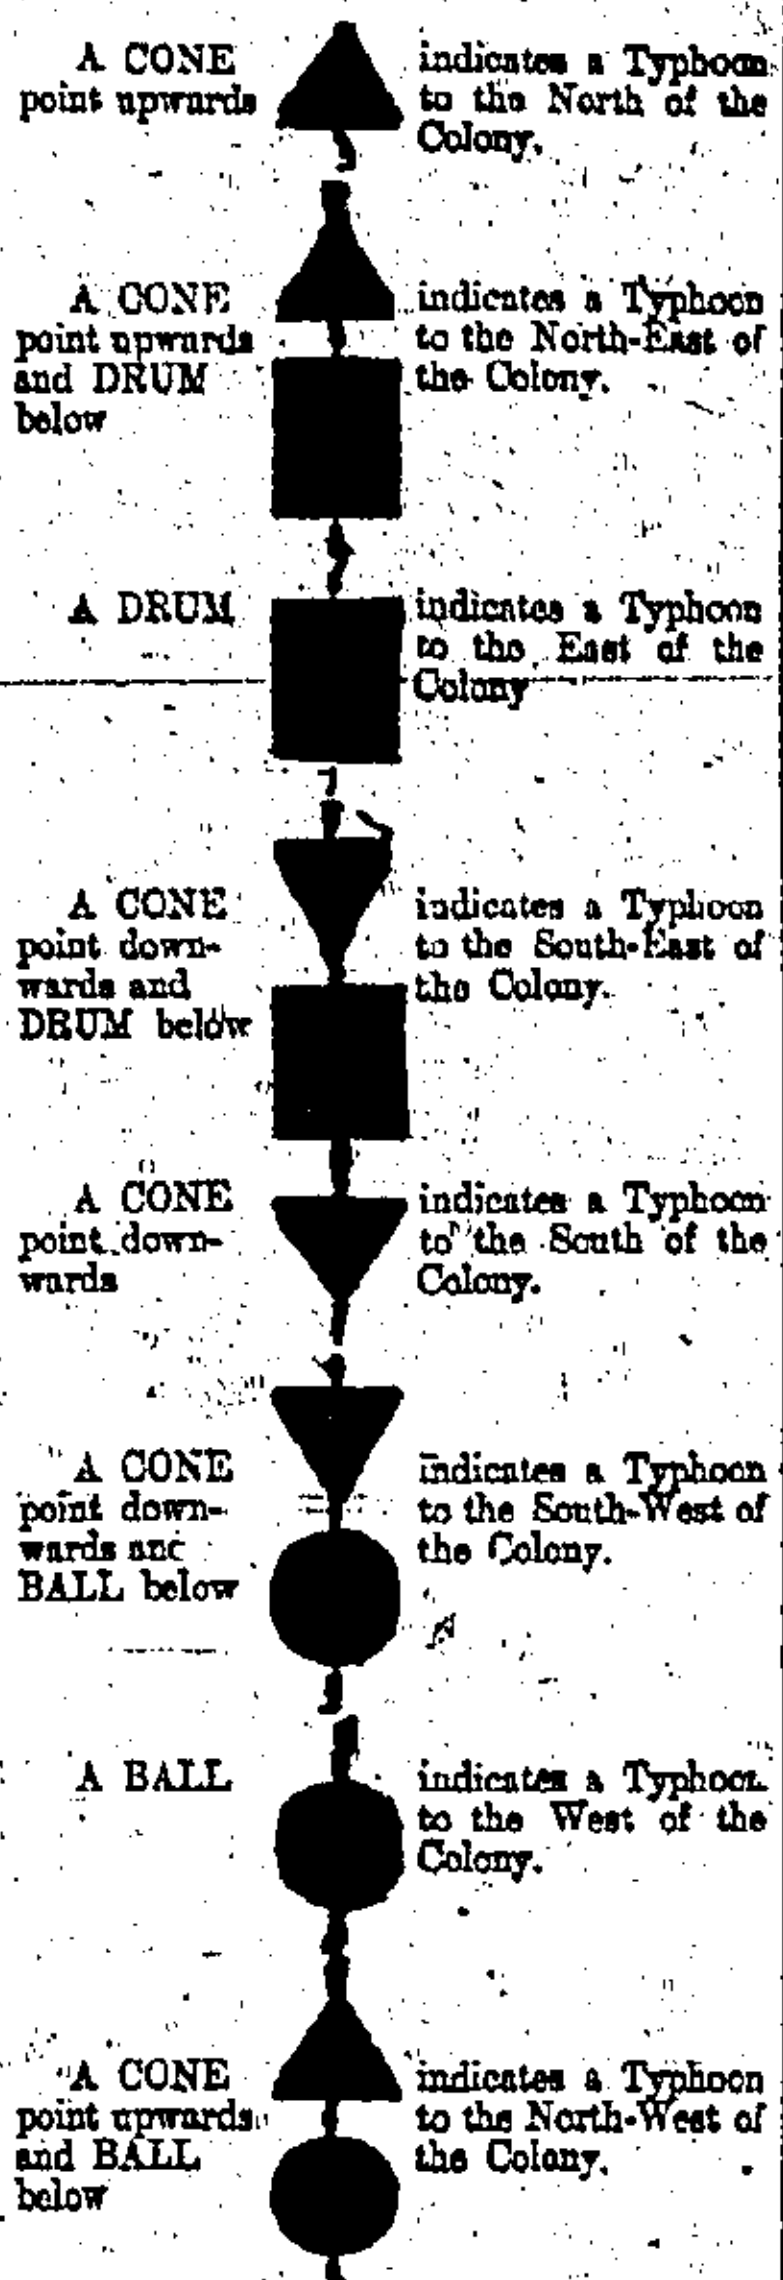 A CONE
point upwards
indicates a Typhoon
to the North of the
Colony.
A CONE
point upwards
and DRUM
below
indicates a Typhoon
to the North-East of
the Colony.
A DRUM
indicates a Typhoon
to the East of the
Colony
A CONE
point down-
wards and
DRUM below
indicates a Typhoon
to the South-East of
the Colony.
A CONE
point down-
wards
indicates a Typhoon
to the South of the
Colony.
A CONE
point down-
wards and
BALL below
indicates a Typhoon
to the South-West of
the Colony.
A BALL
indicates a Typhoon
to the West of the
Colony.
A CONE
point upwards
and BALL
below
indicates a Typhoon
to the North-West of
the Colony.